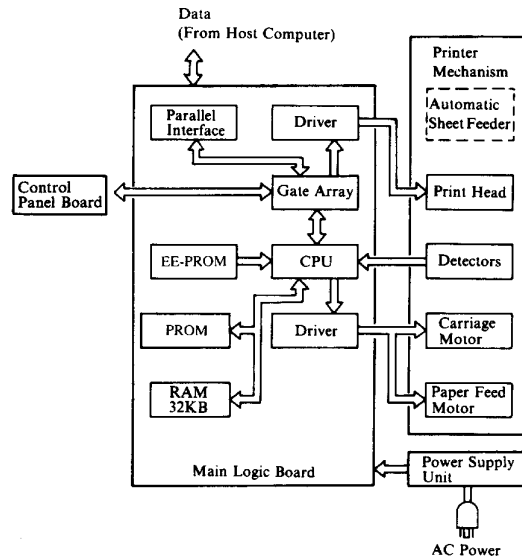 Data
(From Host Computer)
Printer
Mechanism
Automatic
Sheet Feeder
Parallel
Interface
Driver
Control
Panel Board
Gate Array
Print Head
EE-PROM
CPU
Detectors
PROM
Driver
Carriage
Motor
RAM
32KB
Paper Feed
Motor
Main Logic Board
Power Supply
Unit
AC Power